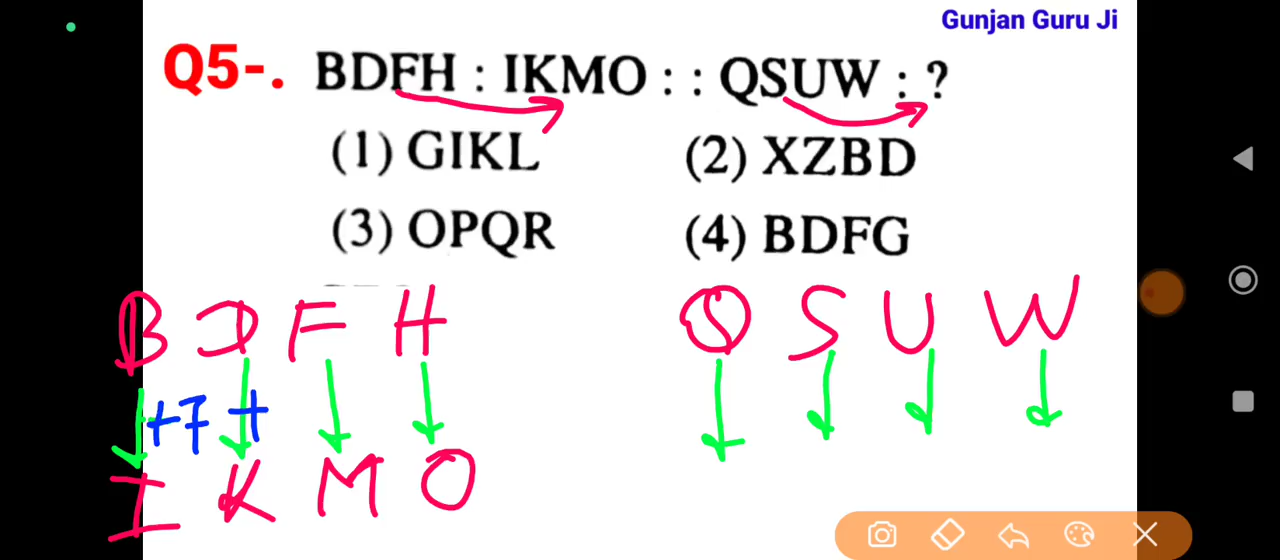 Gunjan Guru Ji
Q5-. BDFH : IKMO : : QSUW : ?
(1) GIKL (2) XZBD
(3) OPQR (4) BDFG
B D F H Q S U W
+7 +
I K M O